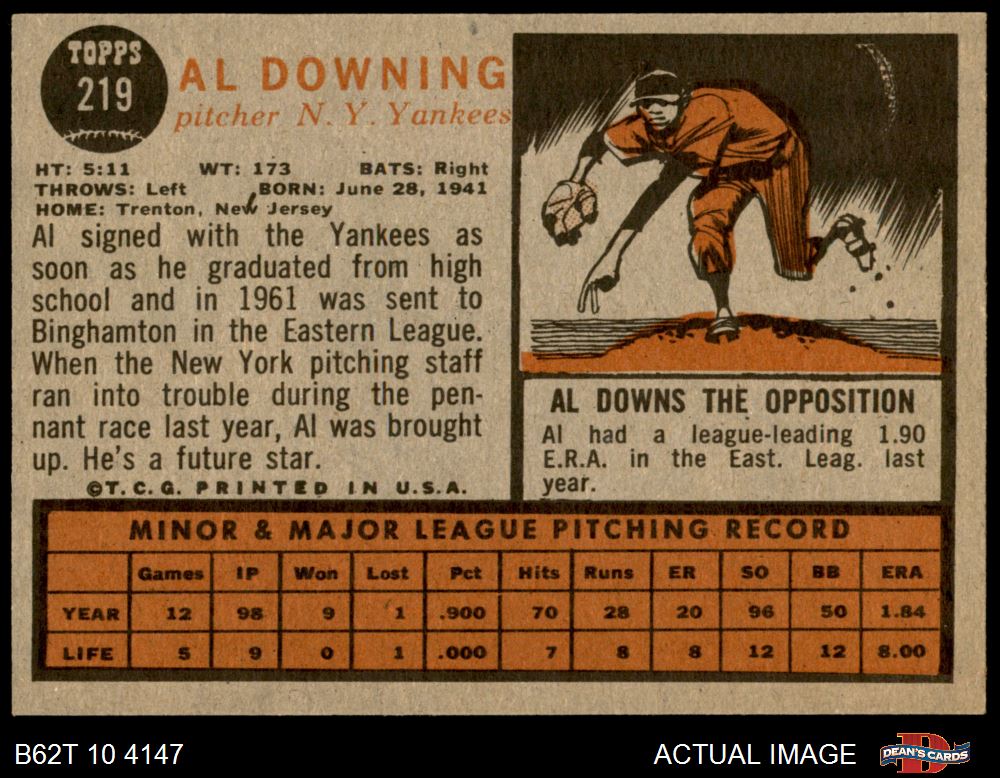 TOPPS
219
AL DOWNING
pitcher N. Y. Yankees
HT: 5:11 WT: 173 BATS: Right
THROWS: Left BORN: June 28, 1941
HOME: Trenton, New Jersey
Al signed with the Yankees as
soon as he graduated from high
school and in 1961 was sent to
Binghamton in the Eastern League.
When the New York pitching staff
ran into trouble during the pen-
nant race last year, Al was brought
up. He's a future star.
©T.C.G. PRINTED IN U.S.A.
AL DOWNS THE OPPOSITION
Al had a league-leading 1.90
E.R.A. in the East. Leag. last
year.
MINOR & MAJOR LEAGUE PITCHING RECORD
Games IP Won Lost Pct Hits Runs ER SO BB ERA
YEAR 12 98 9 1 .900 70 28 20 96 50 1.84
LIFE 5 9 0 1 .000 7 8 8 12 12 8.00
B62T 10 4147
ACTUAL IMAGE
D
DEAN'S CARDS